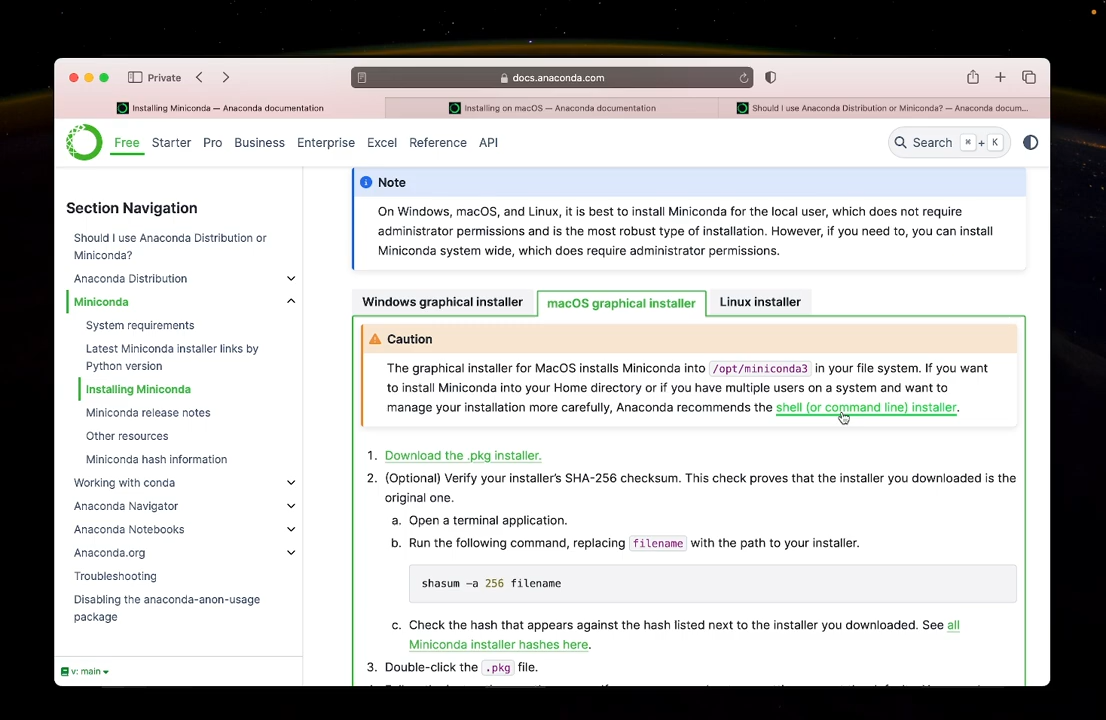 Private
docs.anaconda.com
Installing Miniconda — Anaconda documentation
Installing on macOS — Anaconda documentation
Should I use Anaconda Distribution or Miniconda? — Anaconda docum...
Free Starter Pro Business Enterprise Excel Reference API
Search ⌘ + K
Section Navigation
Should I use Anaconda Distribution or
Miniconda?
Anaconda Distribution
Miniconda
System requirements
Latest Miniconda installer links by
Python version
Installing Miniconda
Miniconda release notes
Other resources
Miniconda hash information
Working with conda
Anaconda Navigator
Anaconda Notebooks
Anaconda.org
Troubleshooting
Disabling the anaconda-anon-usage
package
v: main
Note
On Windows, macOS, and Linux, it is best to install Miniconda for the local user, which does not require
administrator permissions and is the most robust type of installation. However, if you need to, you can install
Miniconda system wide, which does require administrator permissions.
Windows graphical installer macOS graphical installer Linux installer
Caution
The graphical installer for MacOS installs Miniconda into /opt/miniconda3 in your file system. If you want
to install Miniconda into your Home directory or if you have multiple users on a system and want to
manage your installation more carefully, Anaconda recommends the shell (or command line) installer.
1. Download the .pkg installer.
2. (Optional) Verify your installer's SHA-256 checksum. This check proves that the installer you downloaded is the
original one.
a. Open a terminal application.
b. Run the following command, replacing filename with the path to your installer.
shasum -a 256 filename
c. Check the hash that appears against the hash listed next to the installer you downloaded. See all
Miniconda installer hashes here.
3. Double-click the .pkg file.